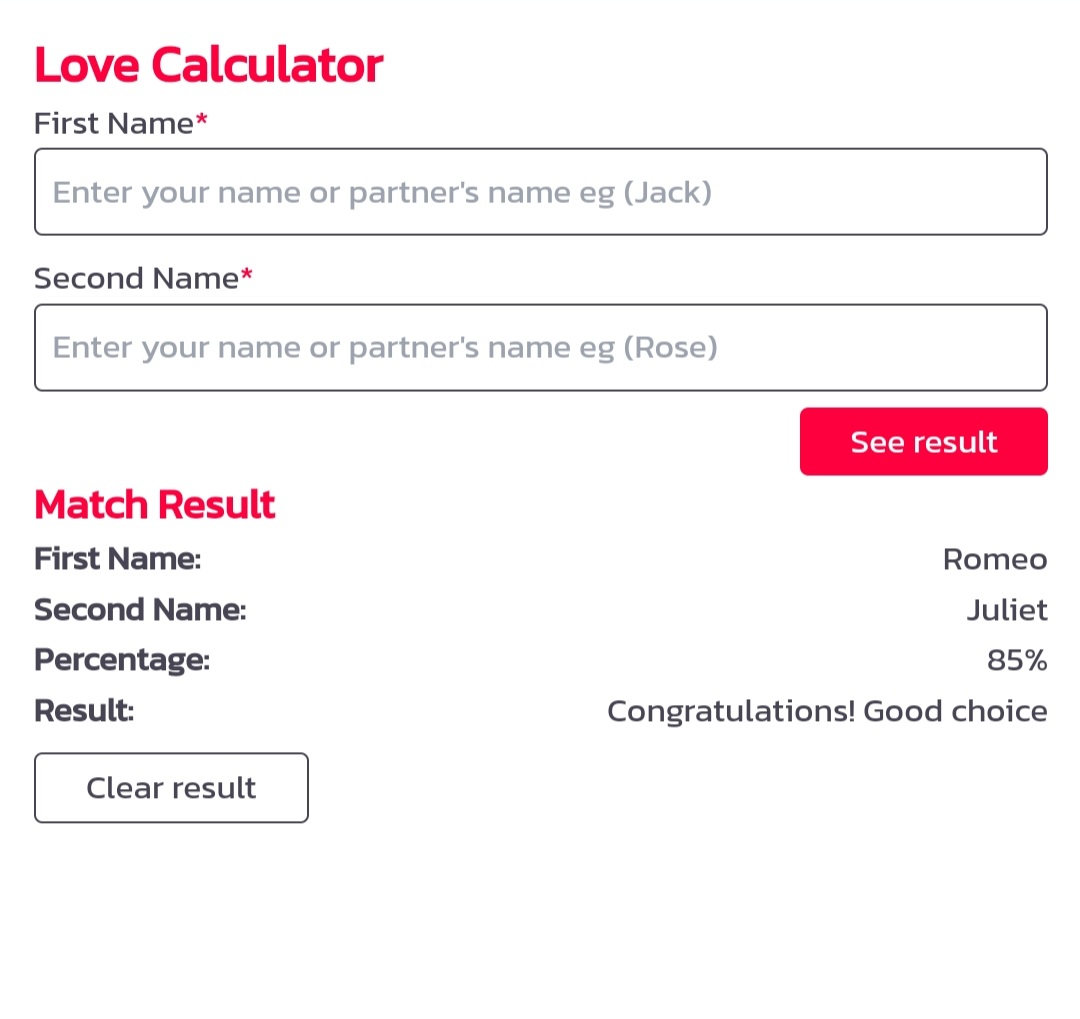 Love Calculator
First Name*
Enter your name or partner's name eg (Jack)
Second Name*
Enter your name or partner's name eg (Rose)
See result
Match Result
First Name: Romeo
Second Name: Juliet
Percentage: 85%
Result: Congratulations! Good choice
Clear result